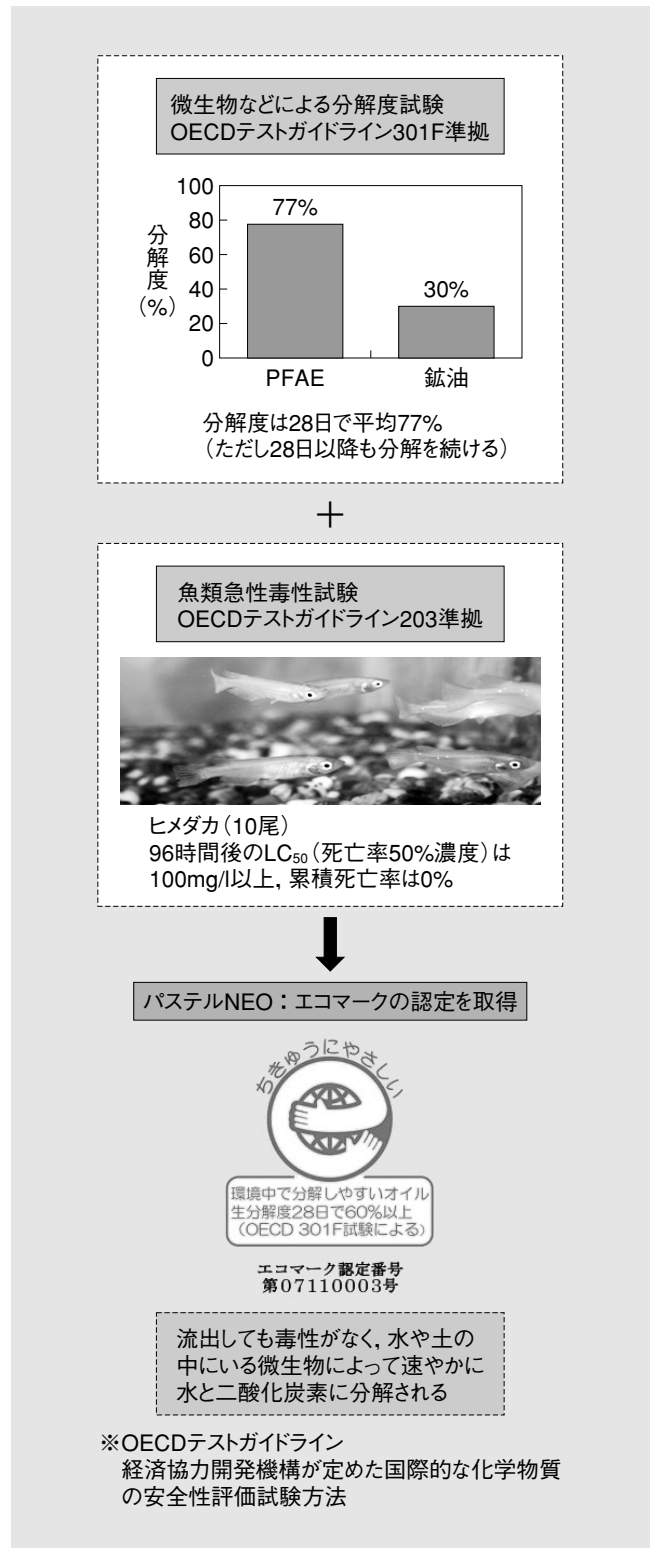 微生物などによる分解度試験
OECDテストガイドライン301F準拠
分解度(%)
100
80
60
40
20
0
77%
30%
PFAE
鉱油
分解度は28日で平均77%
(ただし28日以降も分解を続ける)
+
魚類急性毒性試験
OECDテストガイドライン203準拠
ヒメダカ(10尾)
96時間後のLC50(死亡率50%濃度)は
100mg/l以上, 累積死亡率は0%
パステルNEO:エコマークの認定を取得
ちきゅうにやさしい
環境中で分解しやすいオイル
生分解度28日で60%以上
(OECD 301F試験による)
エコマーク認定番号
第07110003号
流出しても毒性がなく, 水や土の
中にいる微生物によって速やかに
水と二酸化炭素に分解される
※OECDテストガイドライン
経済協力開発機構が定めた国際的な化学物質
の安全性評価試験方法